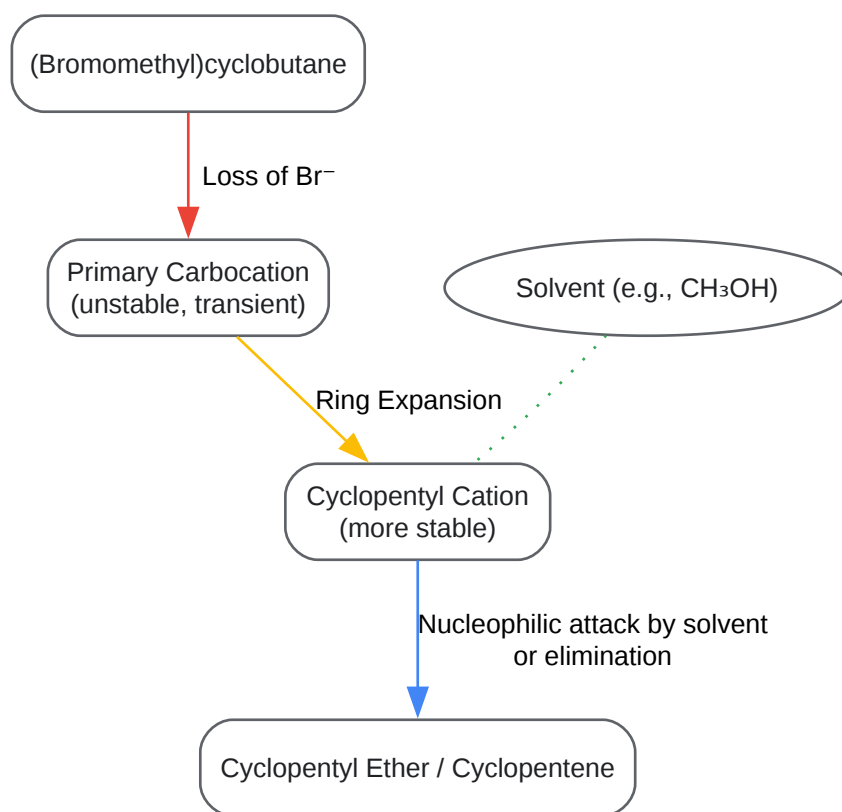 (Bromomethyl)cyclobutane
Loss of Br⁻
Primary Carbocation
(unstable, transient)
Solvent (e.g., CH₃OH)
Ring Expansion
Cyclopentyl Cation
(more stable)
Nucleophilic attack by solvent
or elimination
Cyclopentyl Ether / Cyclopentene